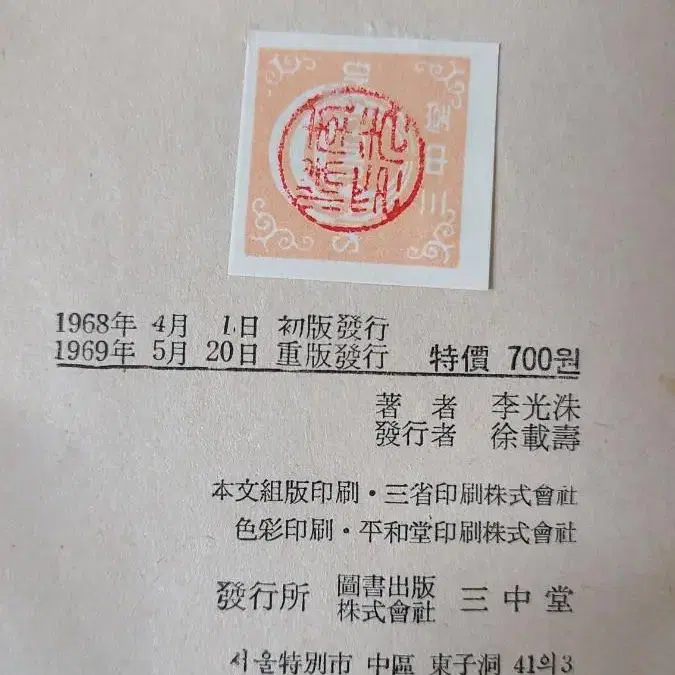 三中堂
1968年 4月 1日 初版發行
1969年 5月 20日 重版發行 特價 700원
著者 李光洙
發行者 徐載壽
本文組版印刷・三省印刷株式會社
色彩印刷・平和堂印刷株式會社
發行所 圖書出版 株式會社 三中堂
서울特別市 中區 東子洞 41의3